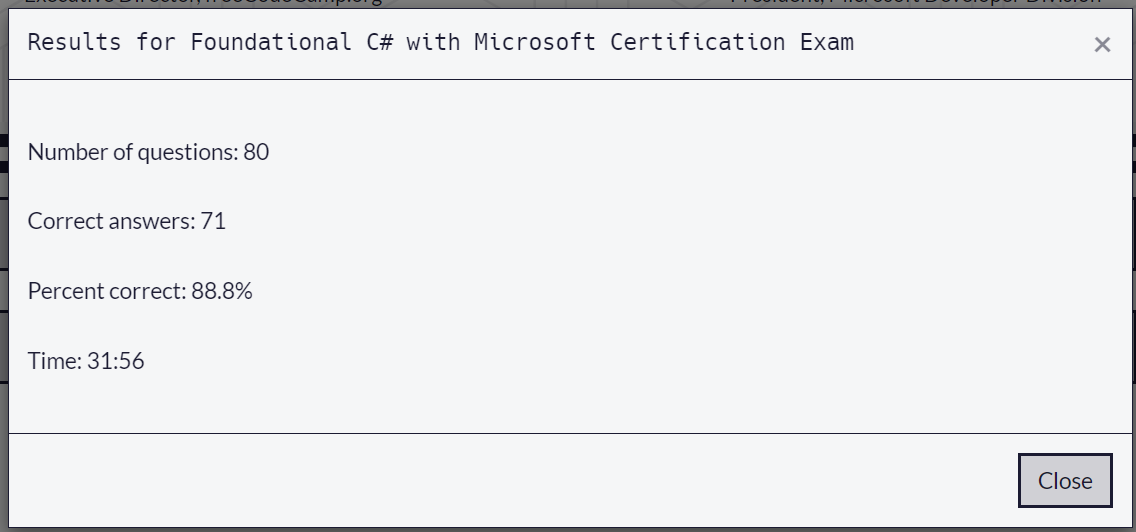 Results for Foundational C# with Microsoft Certification Exam
×
Number of questions: 80
Correct answers: 71
Percent correct: 88.8%
Time: 31:56
Close